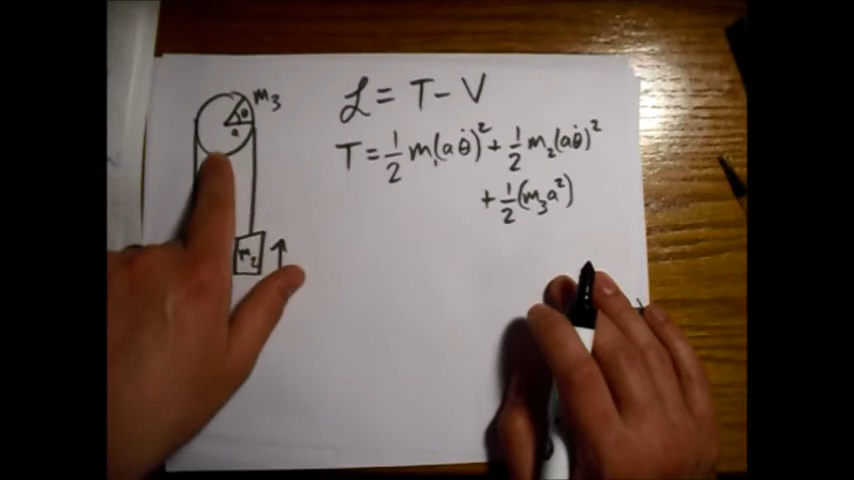 m₃
θ
a
m₂
ℒ = T - V
T = 1/2 m₁(aθ̇)² + 1/2 m₂(aθ̇)²
+ 1/2 (m₃a²)